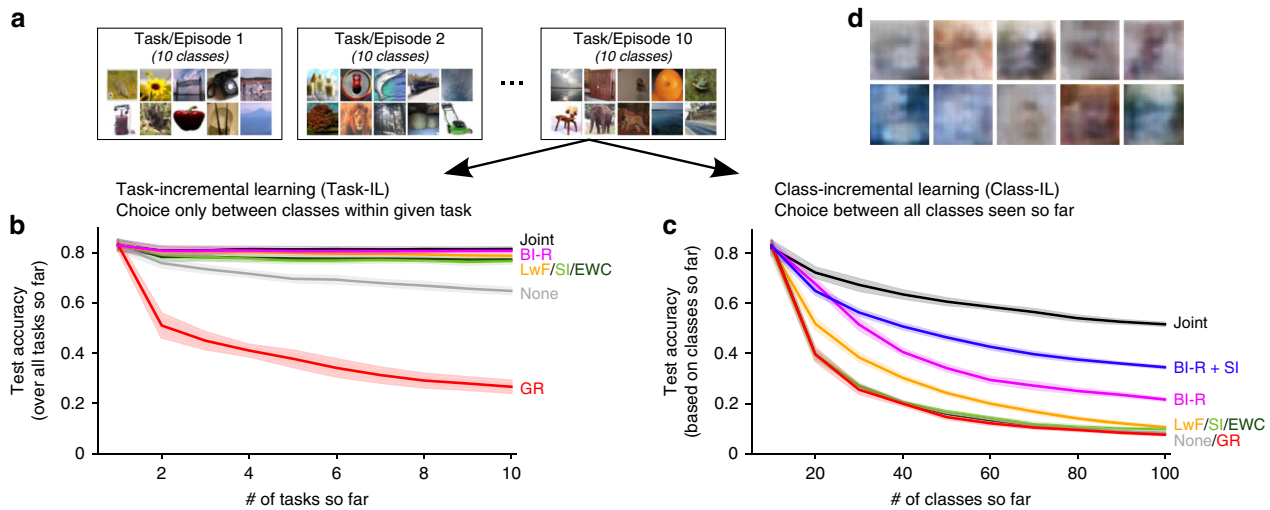 a
Task/Episode 1
(10 classes)
Task/Episode 2
(10 classes)
...
Task/Episode 10
(10 classes)
d
Task-incremental learning (Task-IL)
Choice only between classes within given task
Class-incremental learning (Class-IL)
Choice between all classes seen so far
b
Test accuracy
(over all tasks so far)
0.8
0.6
0.4
0.2
0
2
4
6
8
10
# of tasks so far
Joint
BI-R
LwF/SI/EWC
None
GR
c
Test accuracy
(based on classes so far)
0.8
0.6
0.4
0.2
0
20
40
60
80
100
# of classes so far
Joint
BI-R + SI
BI-R
LwF/SI/EWC
None/GR